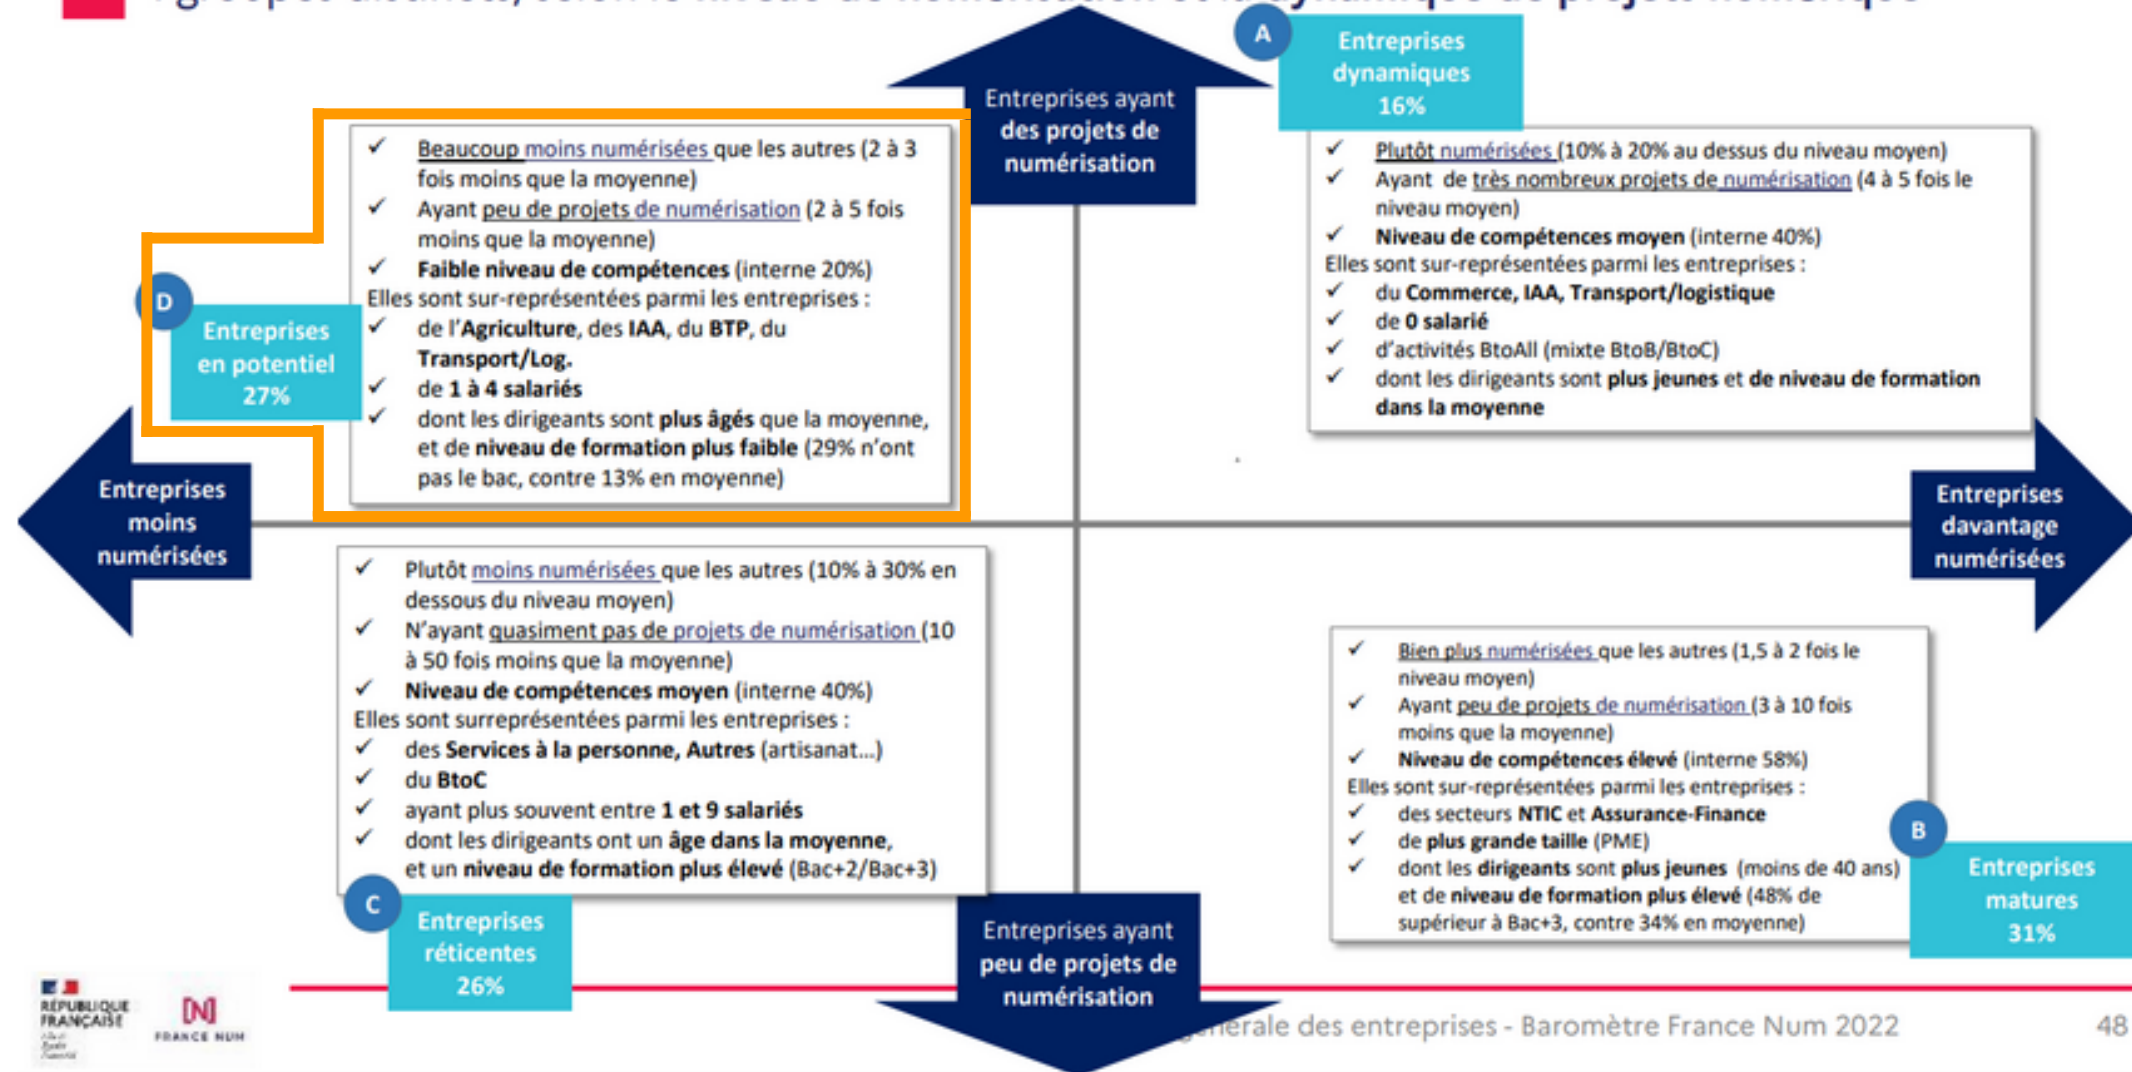 4 groupes distincts, selon le niveau de numérisation et la dynamique de projets numérique
A
Entreprises
dynamiques
16%
Entreprises ayant
des projets de
numérisation
✓ Beaucoup moins numérisées que les autres (2 à 3
fois moins que la moyenne)
✓ Ayant peu de projets de numérisation (2 à 5 fois
moins que la moyenne)
✓ Faible niveau de compétences (interne 20%)
Elles sont sur-représentées parmi les entreprises :
✓ de l'Agriculture, des IAA, du BTP, du
Transport/Log.
✓ de 1 à 4 salariés
✓ dont les dirigeants sont plus âgés que la moyenne,
et de niveau de formation plus faible (29% n'ont
pas le bac, contre 13% en moyenne)
D
Entreprises
en potentiel
27%
✓ Plutôt numérisées (10% à 20% au dessus du niveau moyen)
✓ Ayant de très nombreux projets de numérisation (4 à 5 fois le
niveau moyen)
✓ Niveau de compétences moyen (interne 40%)
Elles sont sur-représentées parmi les entreprises :
✓ du Commerce, IAA, Transport/logistique
✓ de 0 salarié
✓ d'activités BtoAll (mixte BtoB/BtoC)
✓ dont les dirigeants sont plus jeunes et de niveau de formation
dans la moyenne
Entreprises
moins
numérisées
Entreprises
davantage
numérisées
✓ Plutôt moins numérisées que les autres (10% à 30% en
dessous du niveau moyen)
✓ N'ayant quasiment pas de projets de numérisation (10
à 50 fois moins que la moyenne)
✓ Niveau de compétences moyen (interne 40%)
Elles sont surreprésentées parmi les entreprises :
✓ des Services à la personne, Autres (artisanat...)
✓ du BtoC
✓ ayant plus souvent entre 1 et 9 salariés
✓ dont les dirigeants ont un âge dans la moyenne,
et un niveau de formation plus élevé (Bac+2/Bac+3)
C
Entreprises
réticentes
26%
✓ Bien plus numérisées que les autres (1,5 à 2 fois le
niveau moyen)
✓ Ayant peu de projets de numérisation (3 à 10 fois
moins que la moyenne)
✓ Niveau de compétences élevé (interne 58%)
Elles sont sur-représentées parmi les entreprises :
✓ des secteurs NTIC et Assurance-Finance
✓ de plus grande taille (PME)
✓ dont les dirigeants sont plus jeunes (moins de 40 ans)
et de niveau de formation plus élevé (48% de
supérieur à Bac+3, contre 34% en moyenne)
B
Entreprises
matures
31%
Entreprises ayant
peu de projets de
numérisation
RÉPUBLIQUE
FRANÇAISE
FRANCE NUM
générale des entreprises - Baromètre France Num 2022
48